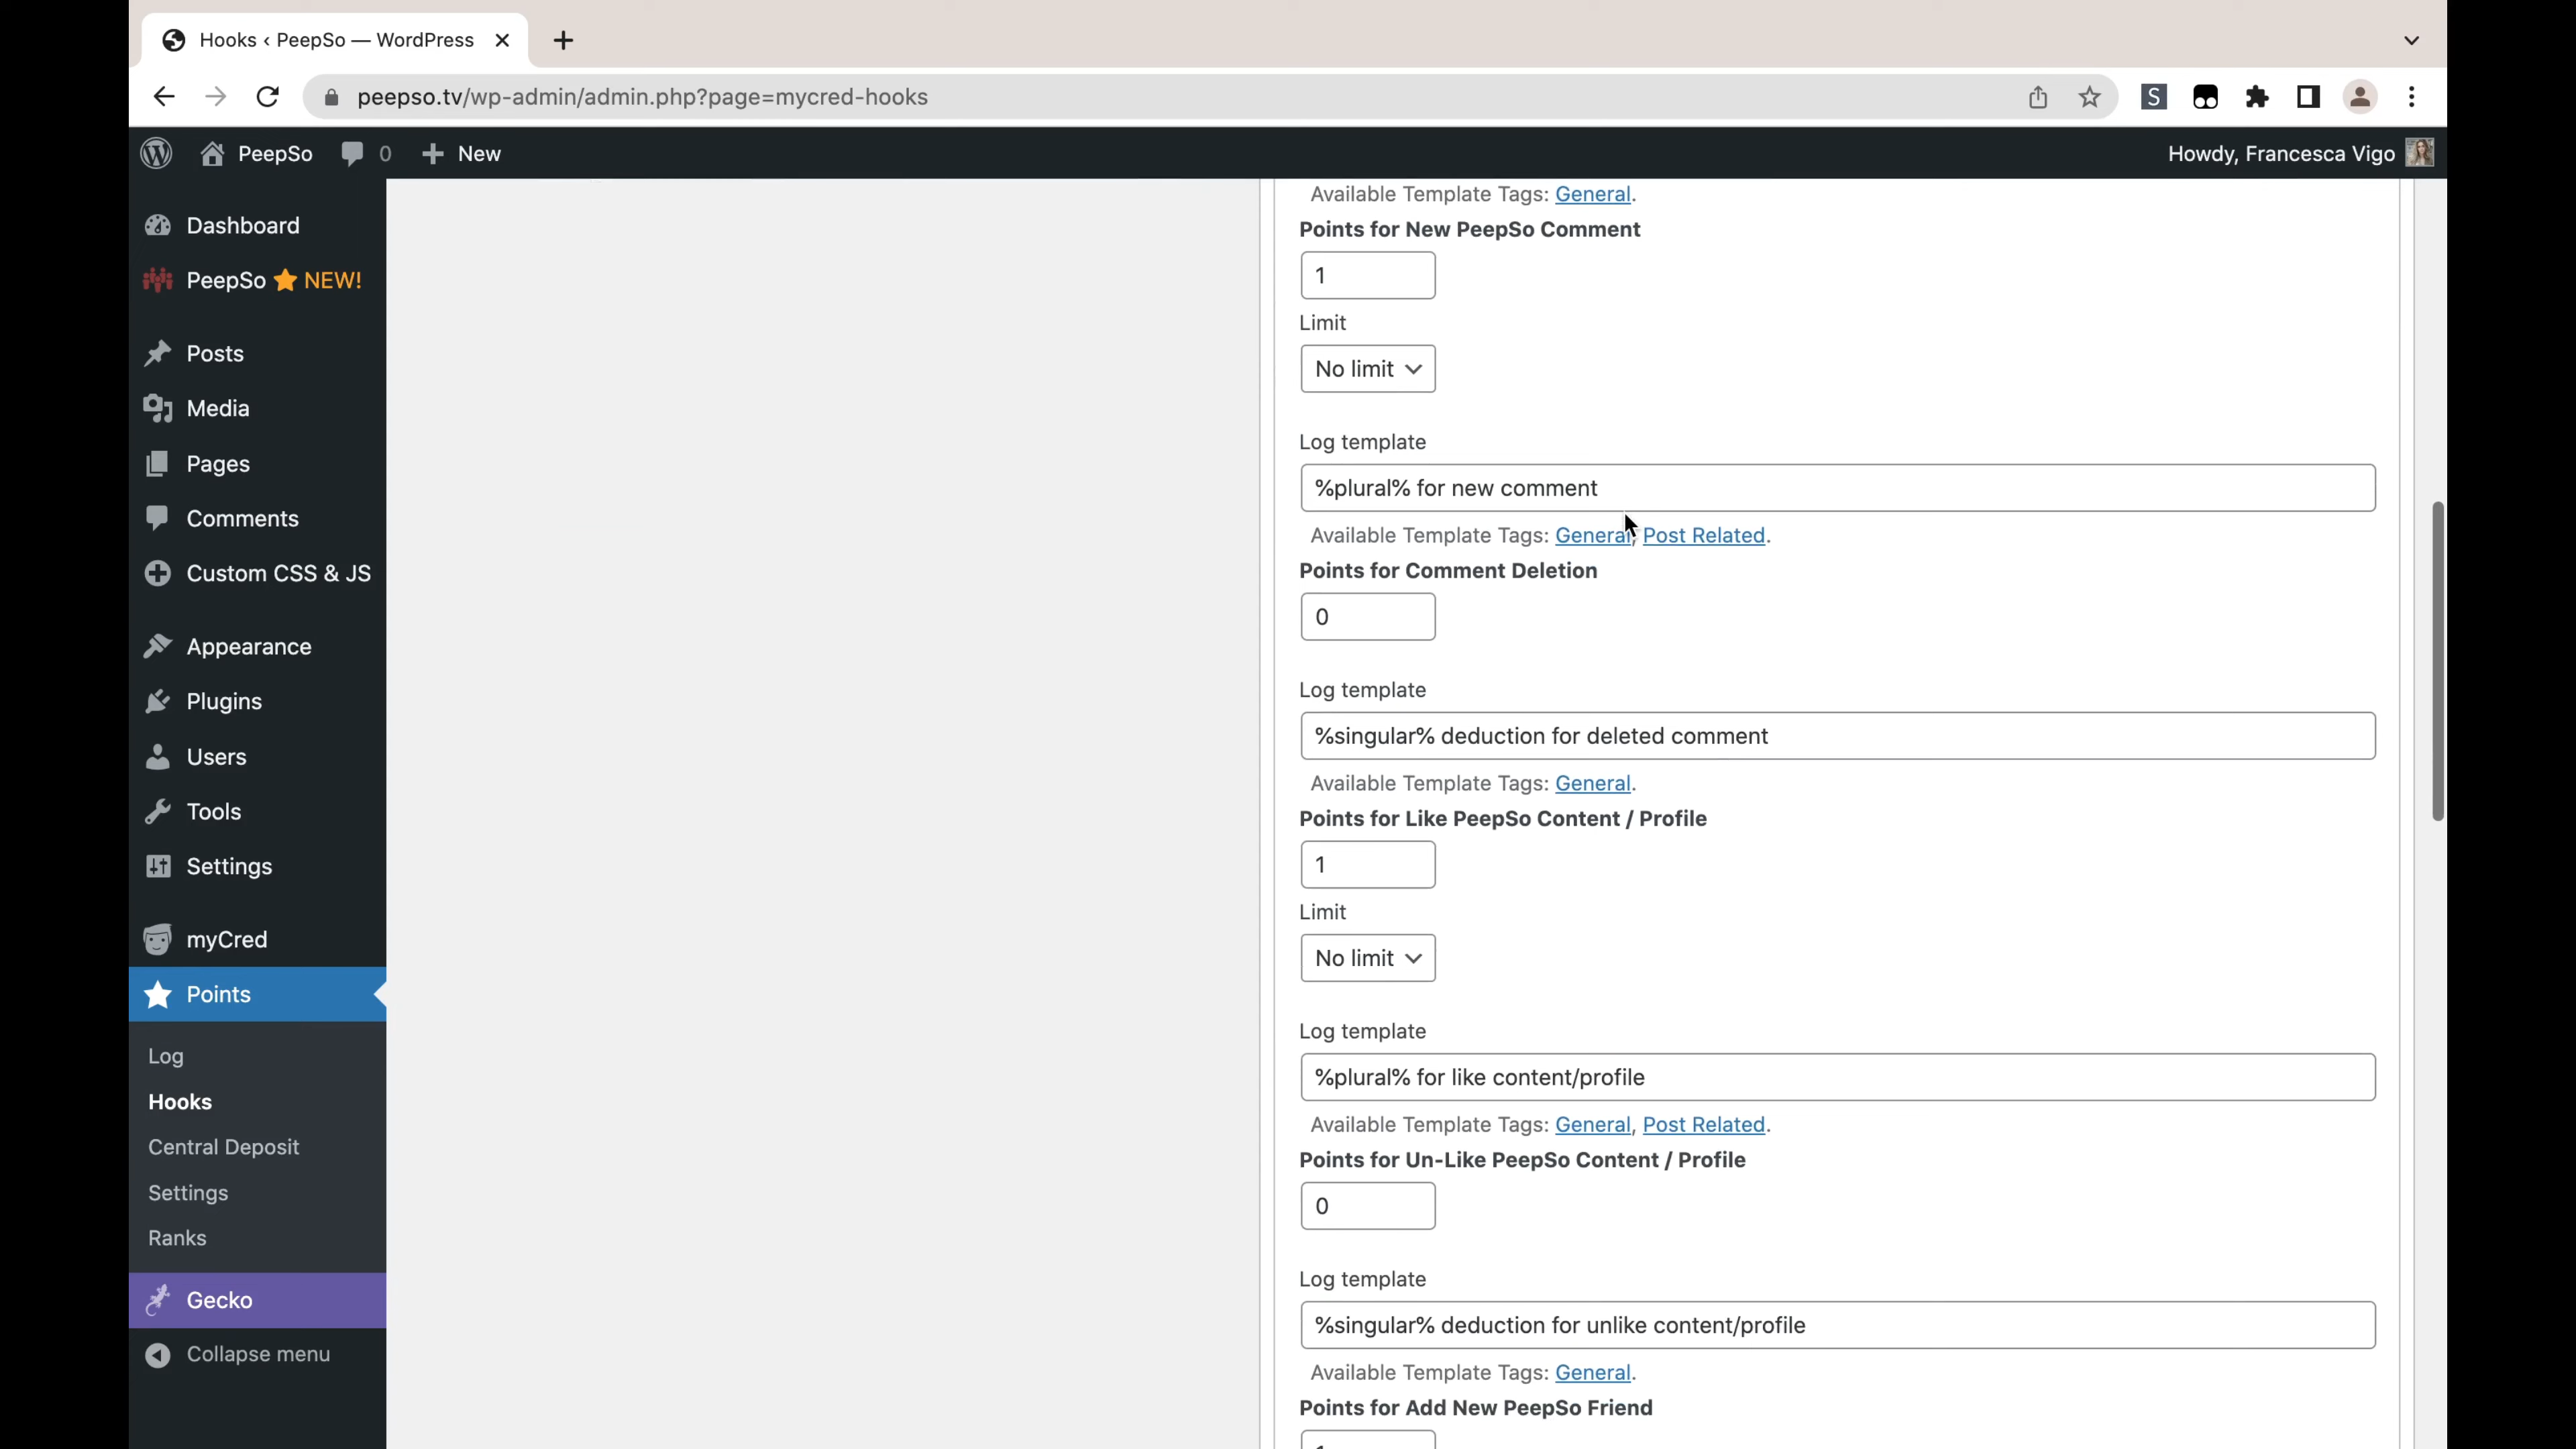 Hooks ‹ PeepSo — WordPress
peepso.tv/wp-admin/admin.php?page=mycred-hooks
S
PeepSo
0
New
Howdy, Francesca Vigo
Dashboard
PeepSo NEW!
Posts
Media
Pages
Comments
Custom CSS & JS
Appearance
Plugins
Users
Tools
Settings
myCred
Points
Log
Hooks
Central Deposit
Settings
Ranks
Gecko
Collapse menu
Available Template Tags: General.
Points for New PeepSo Comment
1
Limit
No limit
Log template
%plural% for new comment
Available Template Tags: General, Post Related.
Points for Comment Deletion
0
Log template
%singular% deduction for deleted comment
Available Template Tags: General.
Points for Like PeepSo Content / Profile
1
Limit
No limit
Log template
%plural% for like content/profile
Available Template Tags: General, Post Related.
Points for Un-Like PeepSo Content / Profile
0
Log template
%singular% deduction for unlike content/profile
Available Template Tags: General.
Points for Add New PeepSo Friend